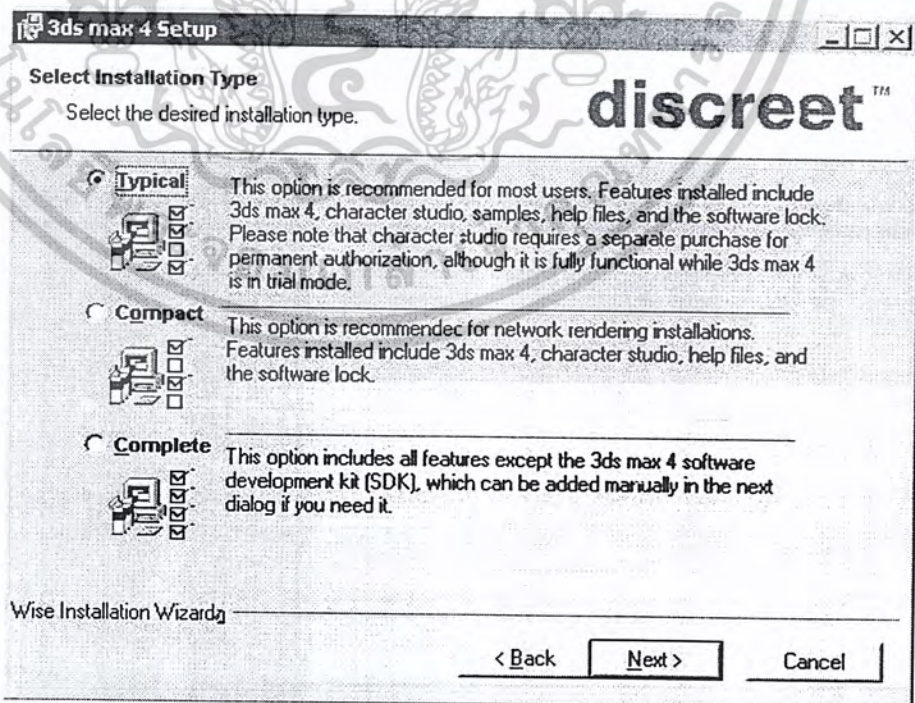 3ds max 4 Setup
Select Installation Type
Select the desired installation type.
discreet™
Typical
This option is recommended for most users. Features installed include
3ds max 4, character studio, samples, help files, and the software lock.
Please note that character studio requires a separate purchase for
permanent authorization, although it is fully functional while 3ds max 4
is in trial mode.
Compact
This option is recommended for network rendering installations.
Features installed include 3ds max 4, character studio, help files, and
the software lock.
Complete
This option includes all features except the 3ds max 4 software
development kit (SDK), which can be added manually in the next
dialog if you need it.
Wise Installation Wizard
< Back
Next >
Cancel